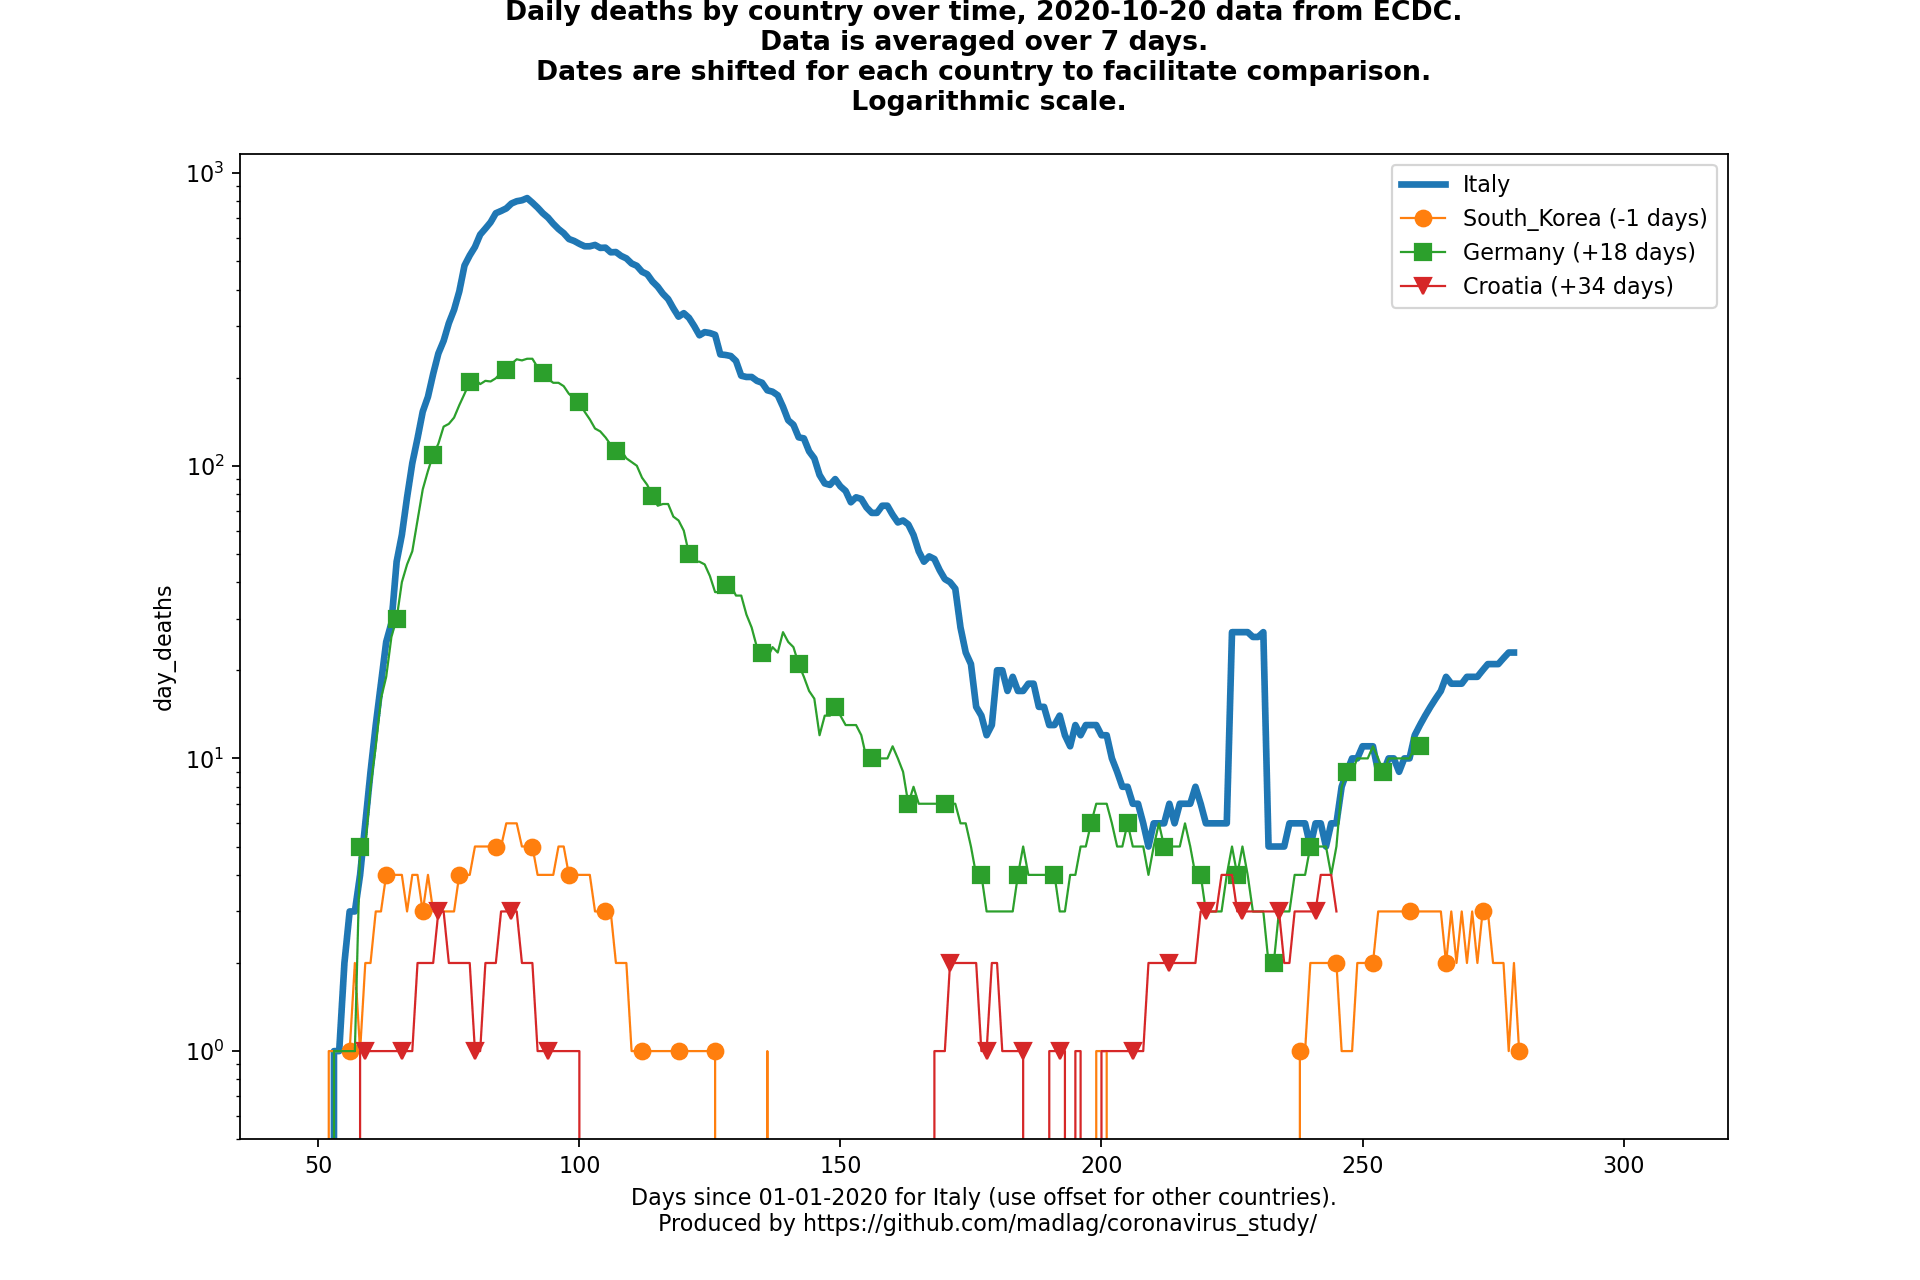 Daily deaths by country over time, 2020-10-20 data from ECDC.
Data is averaged over 7 days.
Dates are shifted for each country to facilitate comparison.
Logarithmic scale.
10³
10²
10¹
10⁰
day_deaths
Italy
South_Korea (-1 days)
Germany (+18 days)
Croatia (+34 days)
50 100 150 200 250 300
Days since 01-01-2020 for Italy (use offset for other countries).
Produced by https://github.com/madlag/coronavirus_study/